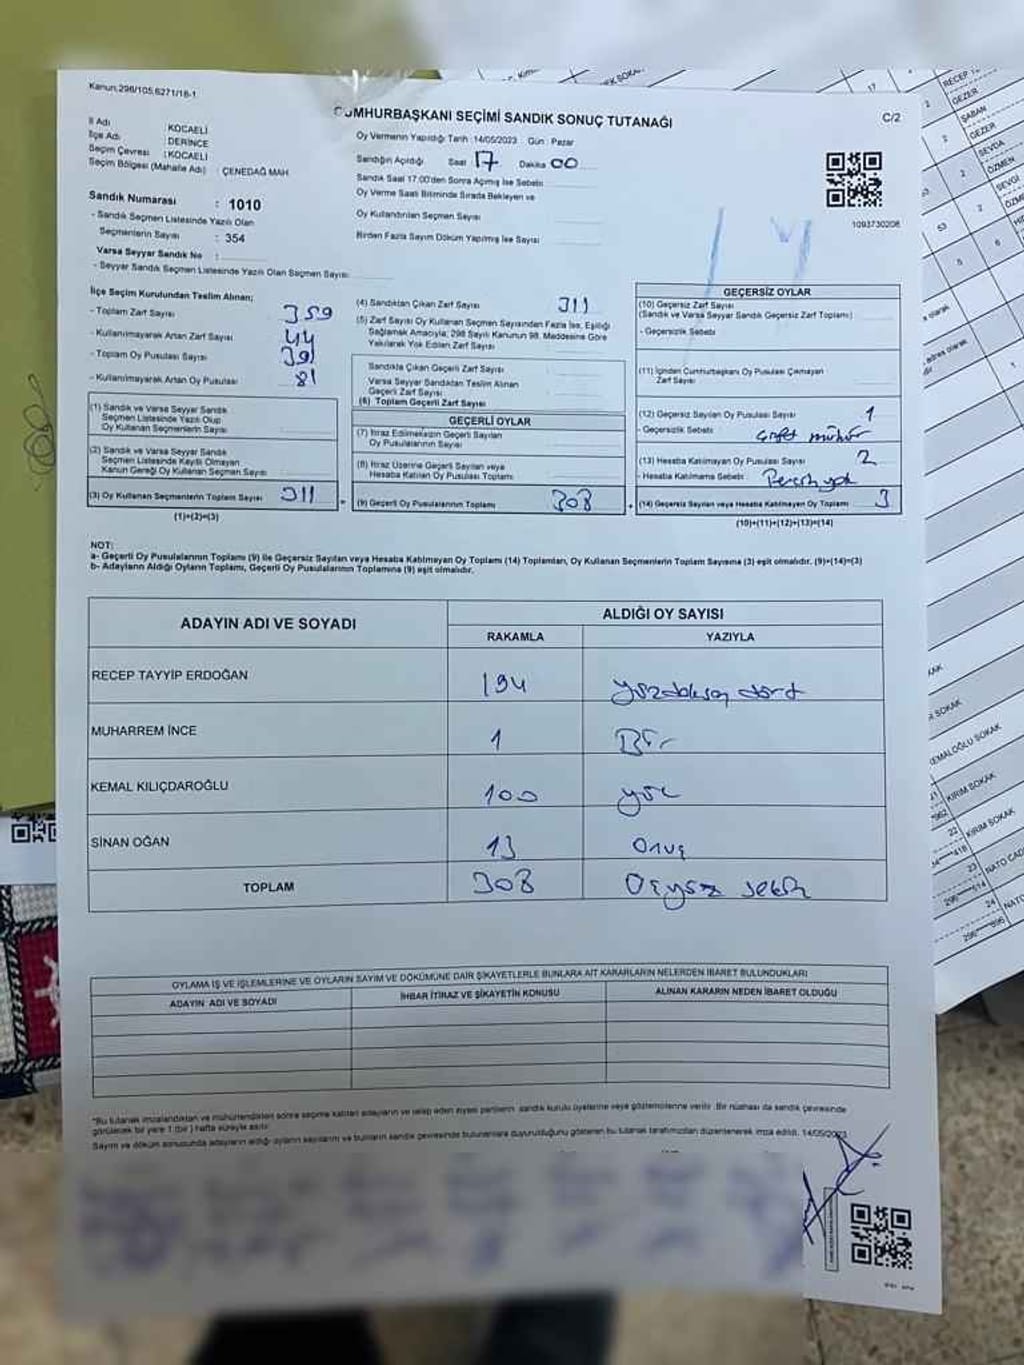 Kanun,298/105,6271/18-1
CUMHURBAŞKANI SEÇİMİ SANDIK SONUÇ TUTANAĞI
C/2
İl Adı : KOCAELİ
İlçe Adı : DERİNCE
Seçim Çevresi : KOCAELİ
Seçim Bölgesi (Mahalle Adı) : ÇENEDAĞ MAH
Oy Vermenin Yapıldığı Tarih : 14/05/2023 Gün : Pazar
Sandığın Açıldığı Saat 17 Dakika 00
Sandık Saat 17:00'den Sonra Açılmış İse Sebebi
Oy Verme Saati Bitiminde Sırada Bekleyen ve
Oy Kullandırılan Seçmen Sayısı
Birden Fazla Sayım Döküm Yapılmış İse Sayısı
1093730206
Sandık Numarası : 1010
- Sandık Seçmen Listesinde Yazılı Olan
Seçmenlerin Sayısı : 354
Varsa Seyyar Sandık No :
- Seyyar Sandık Seçmen Listesinde Yazılı Olan Seçmen Sayısı:
İlçe Seçim Kurulundan Teslim Alınan;
- Toplam Zarf Sayısı 359
- Kullanılmayarak Artan Zarf Sayısı 44
- Toplam Oy Pusulası Sayısı 391
- Kullanılmayarak Artan Oy Pusulası 81
(1) Sandık ve Varsa Seyyar Sandık
Seçmen Listesinde Yazılı Olup
Oy Kullanan Seçmenlerin Sayısı
(2) Sandık ve Varsa Seyyar Sandık
Seçmen Listesinde Kaydı Olmayan
Kanun Gereği Oy Kullanan Seçmen Sayısı
(3) Oy Kullanan Seçmenlerin Toplam Sayısı 311
(1)+(2)=(3)
(4) Sandıktan Çıkan Zarf Sayısı 311
(5) Zarf Sayısı Oy Kullanan Seçmen Sayısından Fazla İse, Eşitliği
Sağlamak Amacıyla; 298 Sayılı Kanunun 98. Maddesine Göre
Yakılarak Yok Edilen Zarf Sayısı
Sandıkta Çıkan Geçerli Zarf Sayısı
Varsa Seyyar Sandıktan Teslim Alınan
Geçerli Zarf Sayısı
(6) Toplam Geçerli Zarf Sayısı
GEÇERLİ OYLAR
(7) İtiraz Edilmeksizin Geçerli Sayılan
Oy Pusulalarının Sayısı
(8) İtiraz Üzerine Geçerli Sayılan veya
Hesaba Katılan Oy Pusulası Toplamı
= (9) Geçerli Oy Pusulalarının Toplamı 308
GEÇERSİZ OYLAR
(10) Geçersiz Zarf Sayısı
(Sandık ve Varsa Seyyar Sandık Geçersiz Zarf Toplamı)
- Geçersizlik Sebebi
(11) İçinden Cumhurbaşkanı Oy Pusulası Çıkmayan
Zarf Sayısı
(12) Geçersiz Sayılan Oy Pusulası Sayısı 1
- Geçersizlik Sebebi Çift mühür
(13) Hesaba Katılmayan Oy Pusulası Sayısı 2
- Hesaba Katılmama Sebebi
+ (14) Geçersiz Sayılan veya Hesaba Katılmayan Oy Toplamı 3
(10)+(11)+(12)+(13)=(14)
NOT:
a- Geçerli Oy Pusulalarının Toplamı (9) ile Geçersiz Sayılan veya Hesaba Katılmayan Oy Toplamı (14) Toplamları, Oy Kullanan Seçmenlerin Toplam Sayısına (3) eşit olmalıdır. (9)+(14)=(3)
b- Adayların Aldığı Oyların Toplamı, Geçerli Oy Pusulalarının Toplamına (9) eşit olmalıdır.
ADAYIN ADI VE SOYADI
ALDIĞI OY SAYISI
RAKAMLA YAZIYLA
RECEP TAYYİP ERDOĞAN 194 yüzdoksan dört
MUHARREM İNCE 1 Bir
KEMAL KILIÇDAROĞLU 100 yüz
SİNAN OĞAN 13 Onüç
TOPLAM 308 Üçyüz sekiz
OYLAMA İŞ VE İŞLEMLERİNE VE OYLARIN SAYIM VE DÖKÜMÜNE DAİR ŞİKAYETLERLE BUNLARA AİT KARARLARIN NELERDEN İBARET BULUNDUKLARI
ADAYIN ADI VE SOYADI
İHBAR İTİRAZ VE ŞİKAYETİN KONUSU
ALINAN KARARIN NEDEN İBARET OLDUĞU
"Bu tutanak imzalandıktan ve mühürlendikten sonra seçime katılan adayların ve talep eden siyasi partilerin sandık kurulu üyelerine veya gözlemcilerine verilir. Bir nüshası da sandık çevresinde
görülecek bir yere 1 (bir) hafta süreyle asılır.
Sayım ve döküm sonucunda adayların aldığı oyların sayılarını ve bunların sandık çevresinde bulunanlara duyurulduğunu gösteren bu tutanak tarafımızdan düzenlenerek imza edildi. 14/05/2023
RECEP
GEZER
ŞABAN
GEZER
SEVDA
ÖZMEN
SEVGİ
SOKAK
KEMALOĞLU SOKAK
KIRIM SOKAK
KIRIM SOKAK
NATO CAD